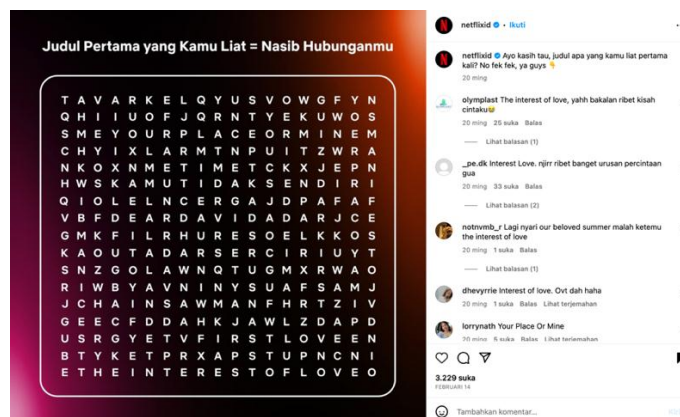 Judul Pertama yang Kamu Liat = Nasib Hubunganmu
T A V A R K E L Q Y U S V O W G F Y N
Q H I I U O F J Q R N T Y E K U W O S
S M E Y O U R P L A C E O R M I N E M
C H Y I X L A R M T N P U I T Z W R A
N K O X N M E T I M E T C K X J E P N
H W S K A M U T I D A K S E N D I R I
Q I O L E L N C E R G A J D P A F A F
V B F D E A R D A V I D A D A R J C E
G M K F I L R H U R E S O E L K K O S
K A O U T A D A R S E R C I R I U Y T
S N Z G O L A W N Q T U G M X R W A O
R I W B Y A V N I N Y S U A F S A M J
J C H A I N S A W M A N F H R T Z I V
G E E C F D D A H K J A W L Z D A P D
U S R G Y E T V F I R S T L O V E E N
B T Y K E T P R X A P S T U P N C N I
E T H E I N T E R E S T O F L O V E O
netflixid • Ikuti
netflixid Ayo kasih tau, judul apa yang kamu liat pertama
kali? No fek fek, ya guys 👇
20 ming
olymplast The interest of love, yahh bakalan ribet kisah
cintaku😂
20 ming 25 suka Balas
Lihat balasan (1)
_pe.dk Interest Love. njirr ribet banget urusan percintaan
gua
20 ming 33 suka Balas
Lihat balasan (2)
notnvmb_r Lagi nyari our beloved summer malah ketemu
the interest of love
20 ming 1 suka Balas
Lihat balasan (1)
dhevyrrie Interest of love. Ovt dah haha
20 ming 1 suka Balas Lihat terjemahan
lorrynath Your Place Or Mine
20 ming 5 suka Balas Lihat terjemahan
3.229 suka
FEBRUARI 14
Tambahkan komentar...